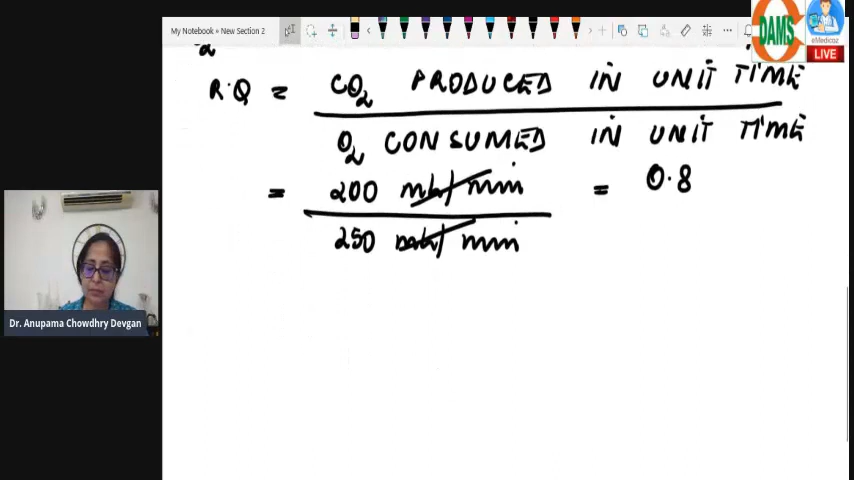 My Notebook » New Section 2
DAMS
eMedicoz
LIVE
R.Q = CO2 PRODUCED IN UNIT TIME
O2 CONSUMED IN UNIT TIME
= 200 mL/min = 0.8
250 mL/min
Dr. Anupama Chowdhry Devgan